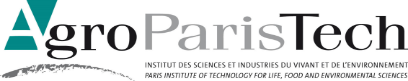 AgroParisTech
INSTITUT DES SCIENCES ET INDUSTRIES DU VIVANT ET DE L'ENVIRONNEMENT
PARIS INSTITUTE OF TECHNOLOGY FOR LIFE, FOOD AND ENVIRONMENTAL SCIENCES